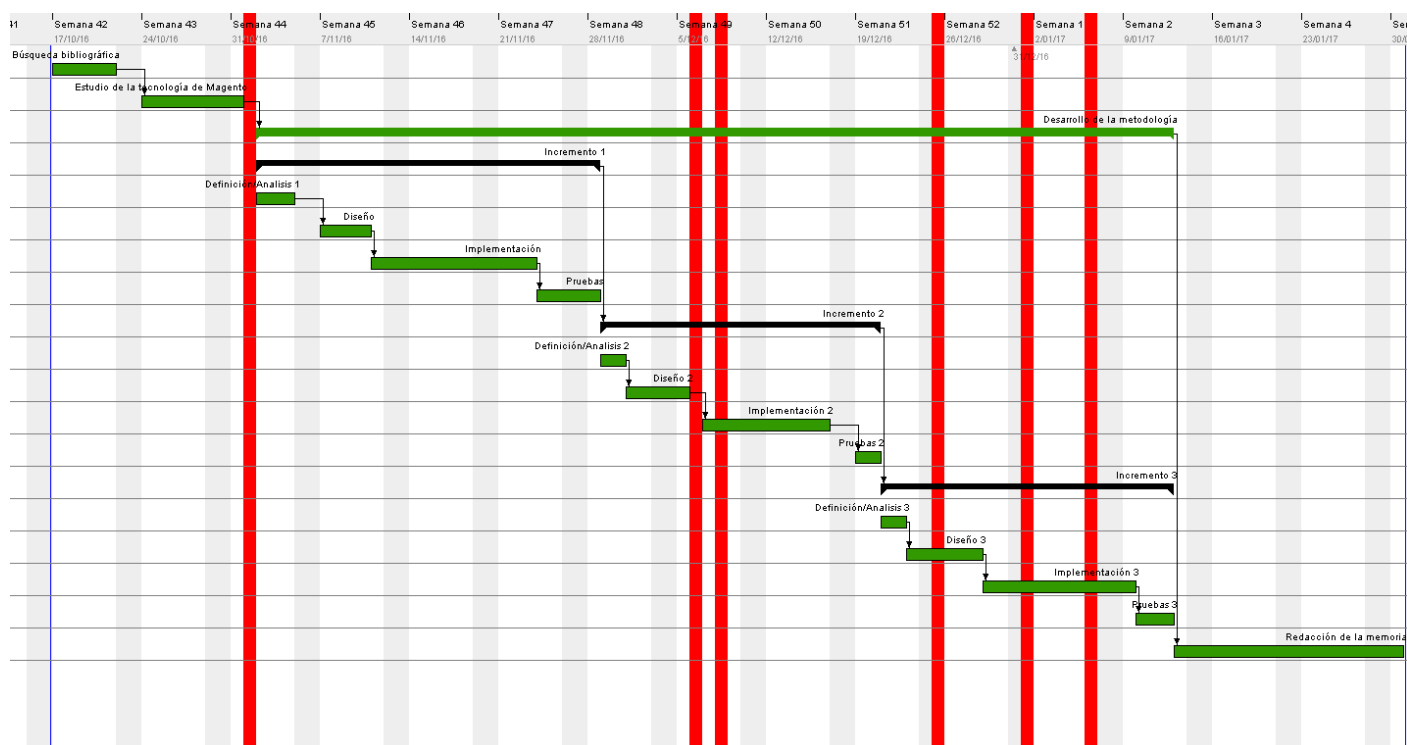 41 Semana 42 Semana 43 Semana 44 Semana 45 Semana 46 Semana 47 Semana 48 Semana 49 Semana 50 Semana 51 Semana 52 Semana 1 Semana 2 Semana 3 Semana 4
17/10/16 24/10/16 31/10/16 7/11/16 14/11/16 21/11/16 28/11/16 5/12/16 12/12/16 19/12/16 26/12/16 2/01/17 9/01/17 16/01/17 23/01/17
31/12/16
Búsqueda bibliográfica
Estudio de la tecnología de Magento
Desarrollo de la metodología
Incremento 1
Definición/Analisis 1
Diseño
Implementación
Pruebas
Incremento 2
Definición/Analisis 2
Diseño 2
Implementación 2
Pruebas 2
Incremento 3
Definición/Analisis 3
Diseño 3
Implementación 3
Pruebas 3
Redacción de la memoria